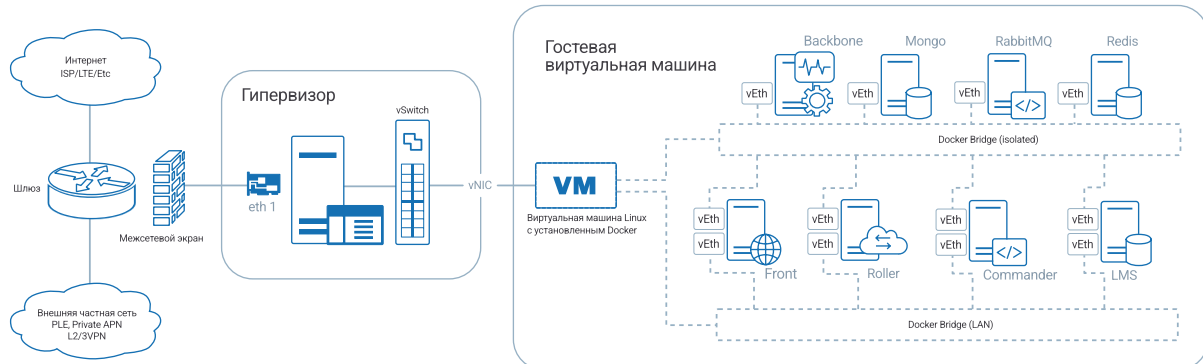 Интернет
ISP/LTE/Etc
Шлюз
Межсетевой экран
Внешняя частная сеть
PLE, Private APN
L2/3VPN
Гипервизор
eth 1
vSwitch
vNIC
Гостевая
виртуальная машина
VM
Виртуальная машина Linux
с установленным Docker
Backbone
Mongo
RabbitMQ
Redis
vEth
vEth
vEth
vEth
Docker Bridge (isolated)
vEth
vEth
vEth
vEth
vEth
vEth
vEth
vEth
Front
Roller
Commander
LMS
Docker Bridge (LAN)